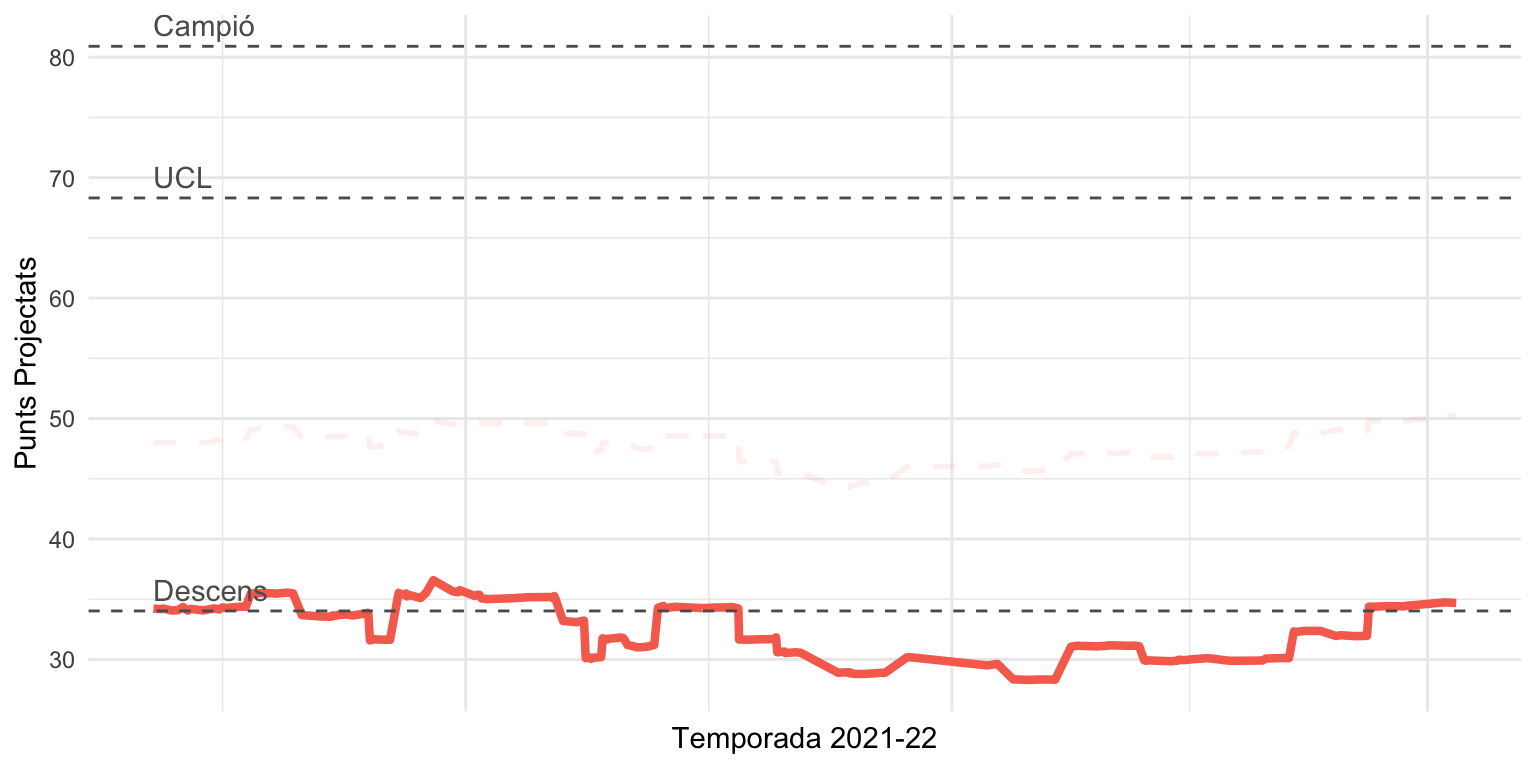 Campió
80
UCL
70
60
50
40
Descens
30
Punts Projectats
Temporada 2021-22